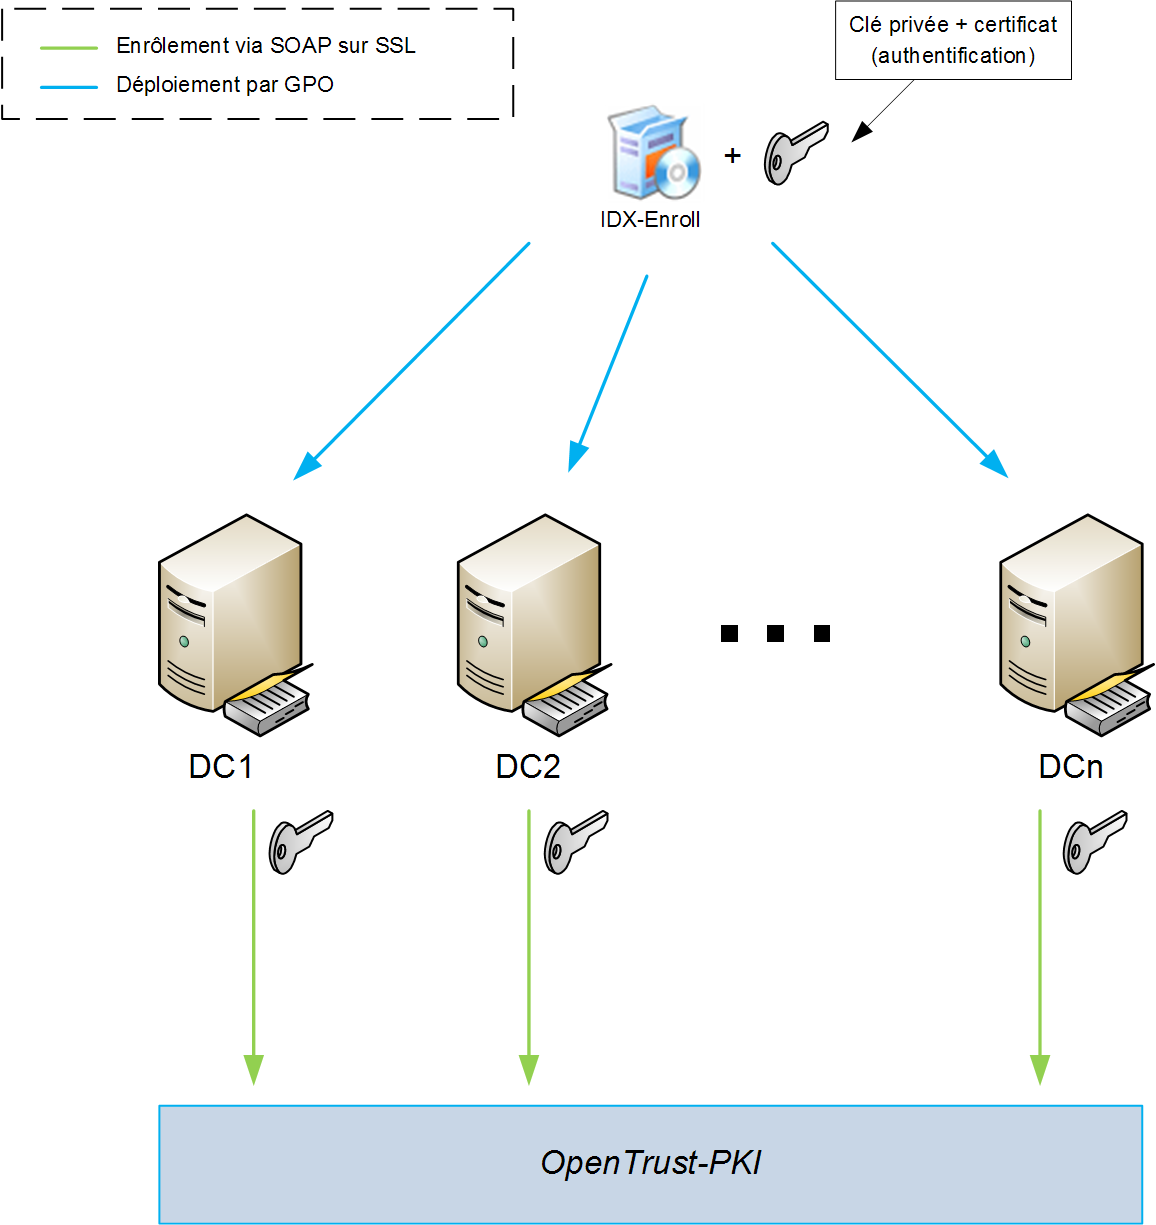 Enrôlement via SOAP sur SSL
Déploiement par GPO
Clé privée + certificat
(authentification)
+
IDX-Enroll
DC1
DC2
DCn
OpenTrust-PKI